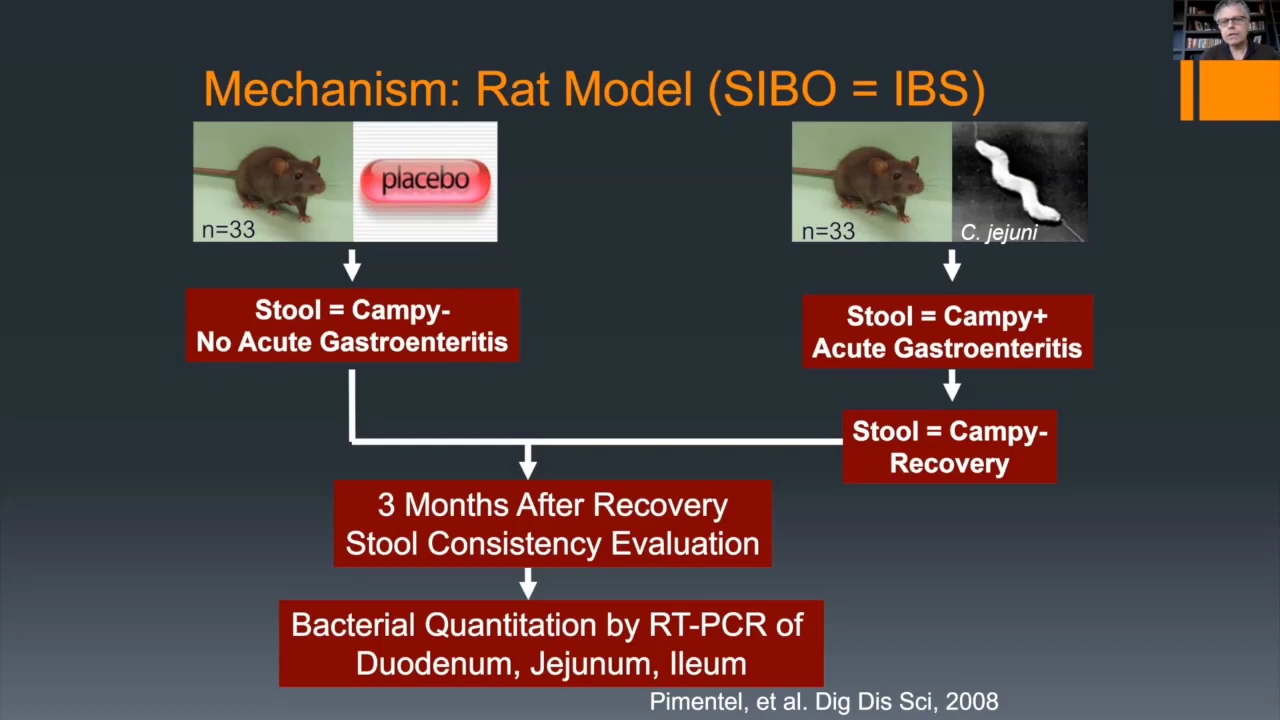 Mechanism: Rat Model (SIBO = IBS)
placebo
n=33
n=33
C. jejuni
Stool = Campy-
No Acute Gastroenteritis
Stool = Campy+
Acute Gastroenteritis
Stool = Campy-
Recovery
3 Months After Recovery
Stool Consistency Evaluation
Bacterial Quantitation by RT-PCR of
Duodenum, Jejunum, Ileum
Pimentel, et al. Dig Dis Sci, 2008